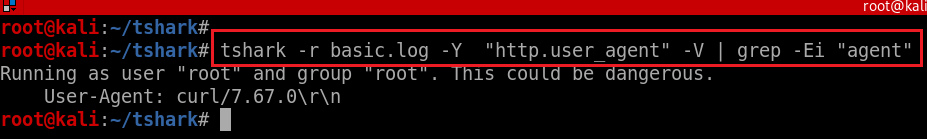 root@kali
root@kali:~/tshark#
root@kali:~/tshark# tshark -r basic.log -Y  "http.user_agent" -V | grep -Ei "agent"
Running as user "root" and group "root". This could be dangerous.
    User-Agent: curl/7.67.0\r\n
root@kali:~/tshark#